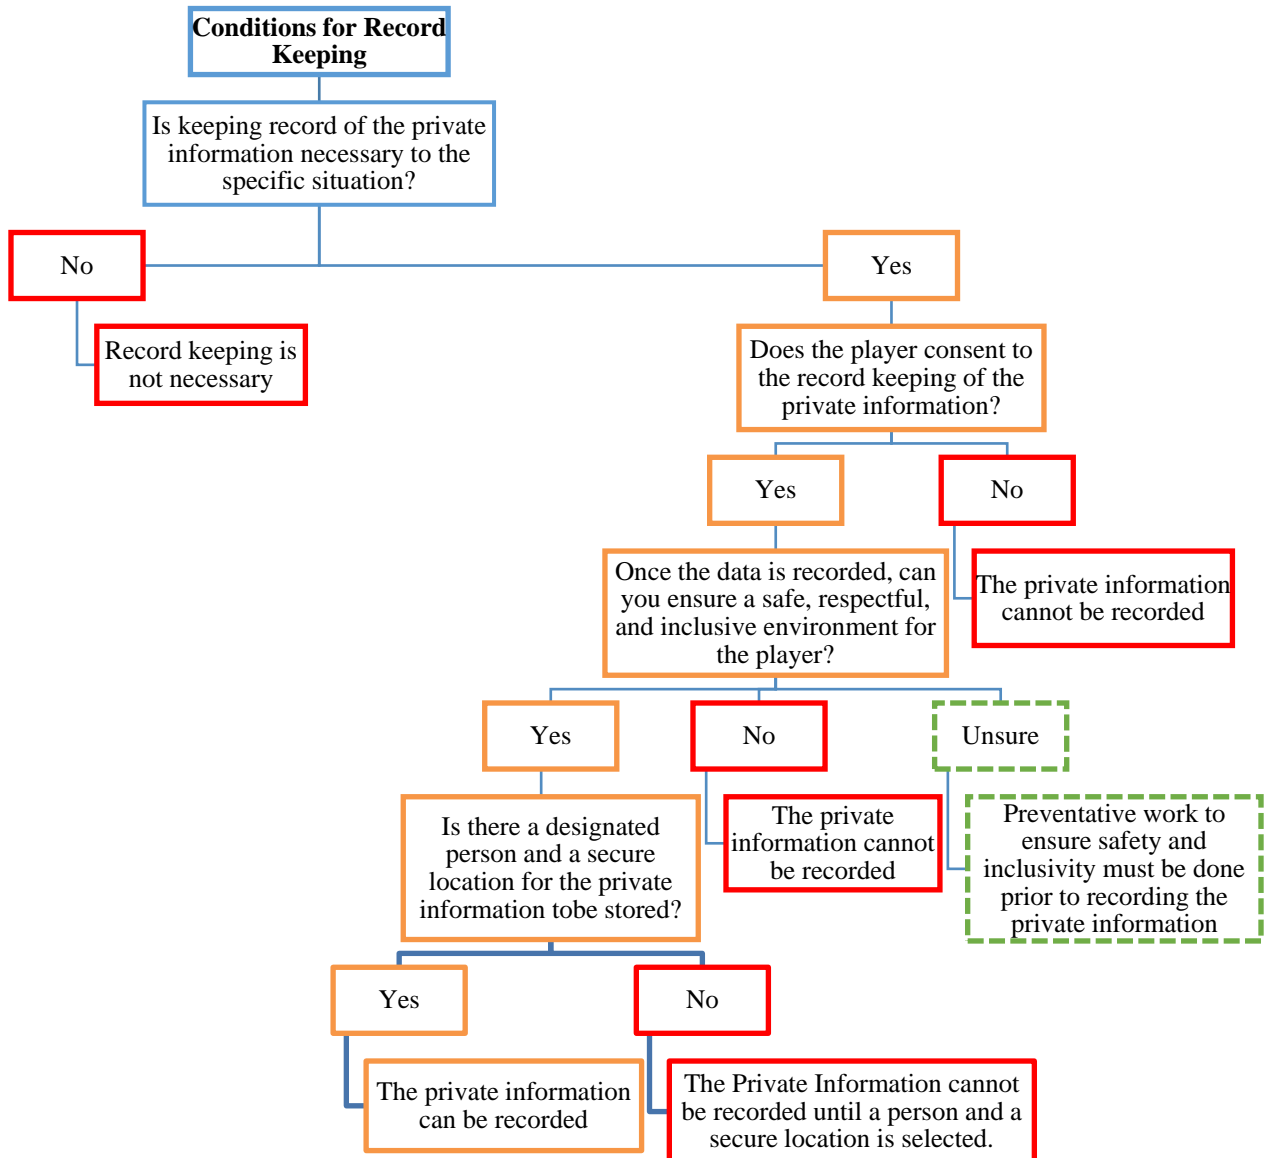 Conditions for Record
Keeping
Is keeping record of the private
information necessary to the
specific situation?
No
Yes
Record keeping is
not necessary
Does the player consent to
the record keeping of the
private information?
Yes
No
Once the data is recorded, can
you ensure a safe, respectful,
and inclusive environment for
the player?
The private information
cannot be recorded
Yes
No
Unsure
Is there a designated
person and a secure
location for the private
information tobe stored?
The private
information cannot
be recorded
Preventative work to
ensure safety and
inclusivity must be done
prior to recording the
private information
Yes
No
The private information
can be recorded
The Private Information cannot
be recorded until a person and a
secure location is selected.